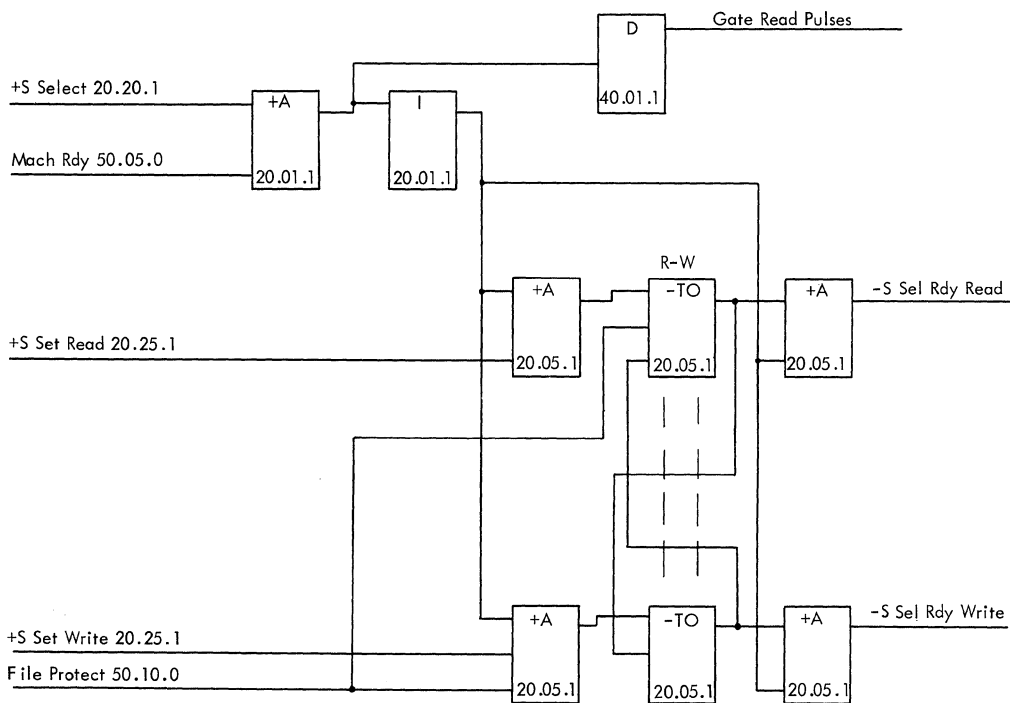 Gate Read Pulses
D
40.01.1
+S Select 20.20.1
+A
20.01.1
I
20.01.1
Mach Rdy 50.05.0
R-W
+A
20.05.1
-TO
20.05.1
+A
20.05.1
-S Sel Rdy Read
+S Set Read 20.25.1
+A
20.05.1
-TO
20.05.1
+A
20.05.1
-S Sel Rdy Write
+S Set Write 20.25.1
File Protect 50.10.0